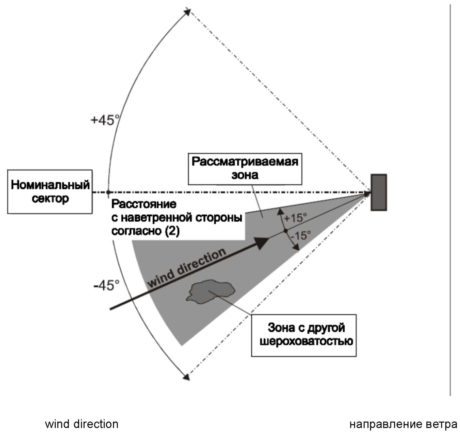 +45°
Рассматриваемая
зона
Номинальный
сектор
Расстояние
с наветренной стороны
согласно (2)
+15°
-15°
wind direction
-45°
Зона с другой
шероховатостью
wind direction
направление ветра